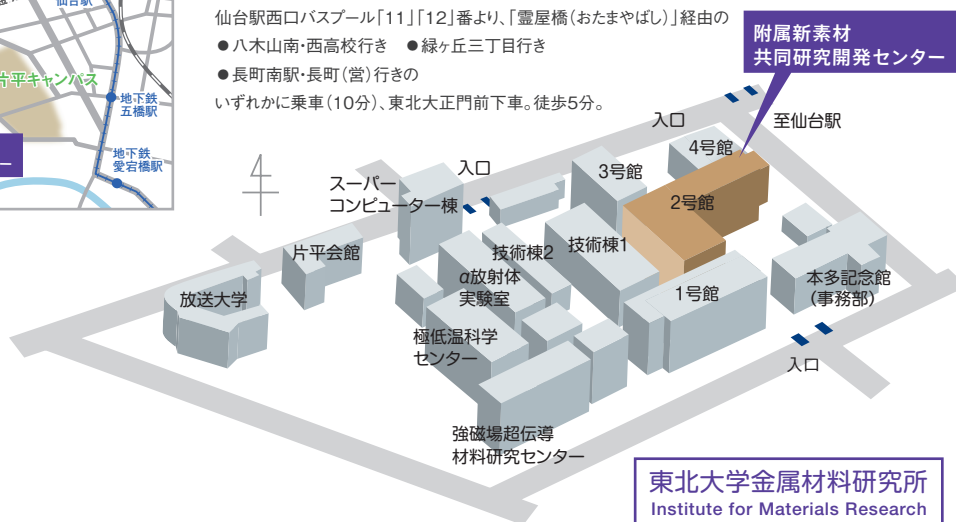 仙台駅
片平キャンパス
地下鉄
五橋駅
地下鉄
愛宕橋駅
仙台駅西口バスプール「11」「12」番より、「霊屋橋（おたまやばし）」経由の
●八木山南・西高校行き ●緑ヶ丘三丁目行き
●長町南駅・長町（営）行きの
いずれかに乗車（10分）、東北大正門前下車。徒歩5分。
附属新素材
共同研究開発センター
入口
至仙台駅
4号館
3号館
2号館
入口
スーパー
コンピューター棟
技術棟1
技術棟2
片平会館
α放射体
実験室
放送大学
1号館
本多記念館
（事務部）
極低温科学
センター
入口
強磁場超伝導
材料研究センター
東北大学金属材料研究所
Institute for Materials Research